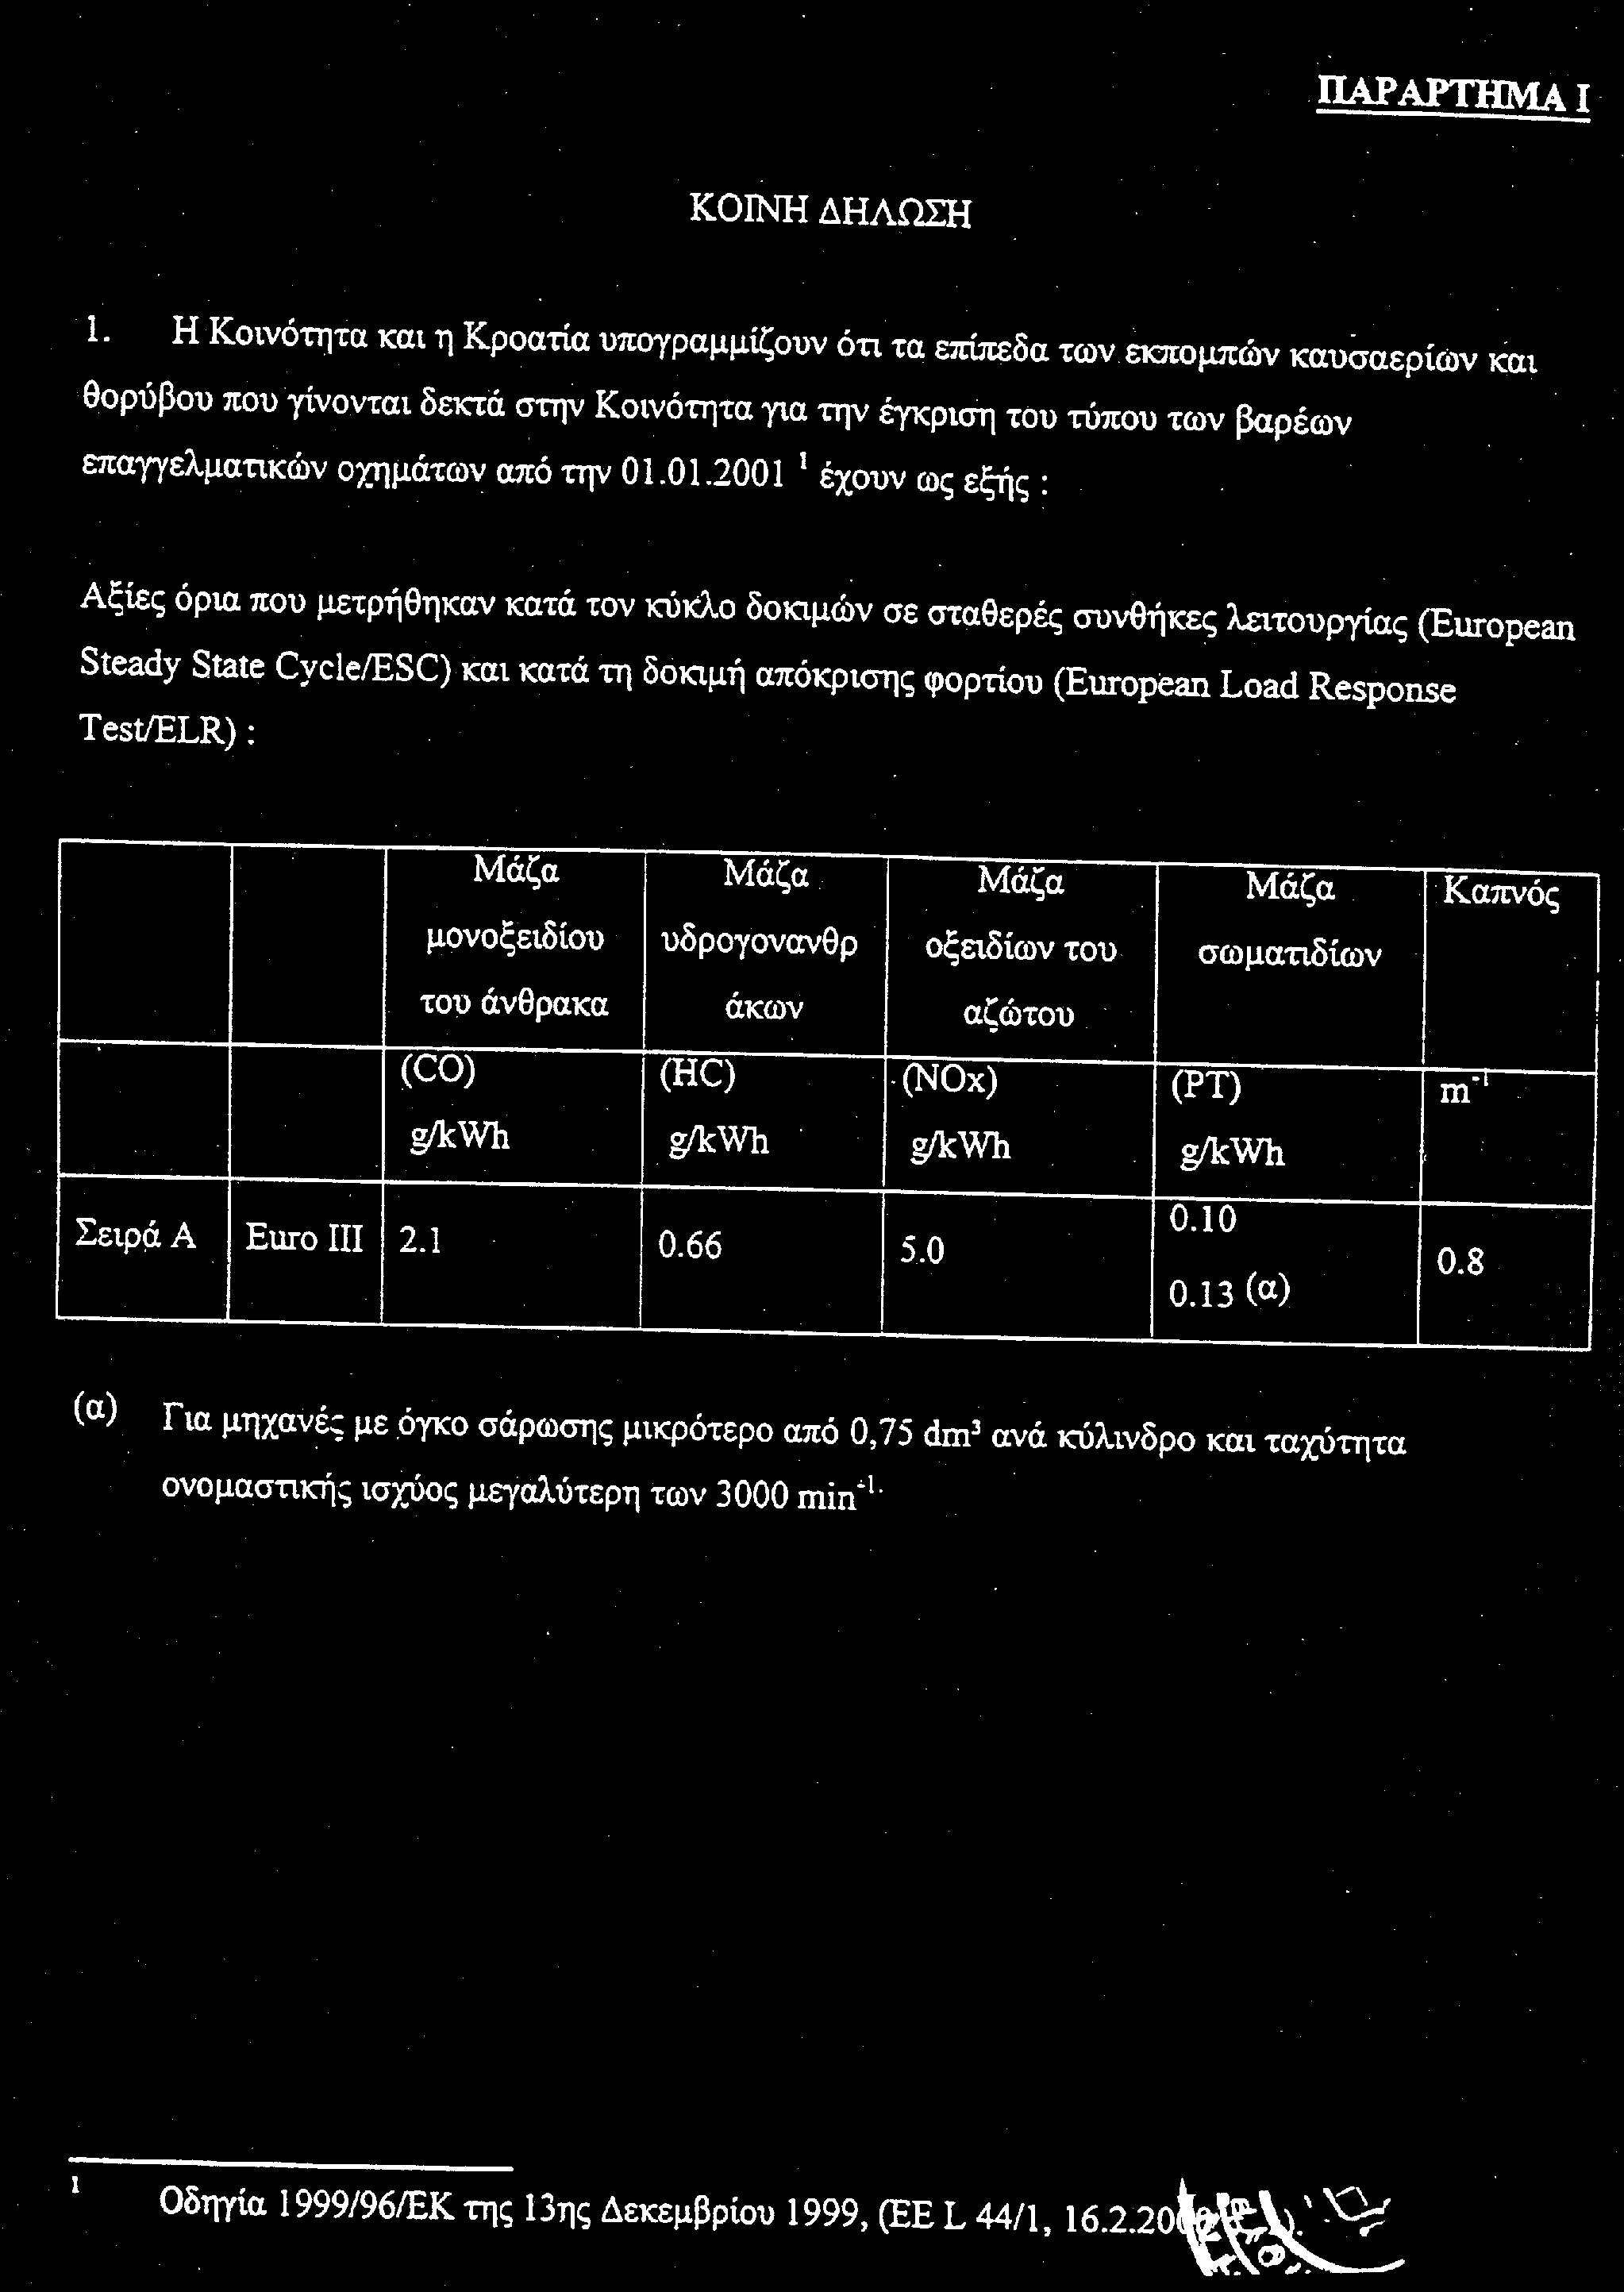 ΠΑΡΑΡΤΗΜΑ Ι
ΚΟΙΝΗ ΔΗΛΩΣΗ
1. Η Κοινότητα και η Κροατία υπογραμμίζουν ότι τα επίπεδα των εκπομπών καυσαερίων και
θορύβου που γίνονται δεκτά στην Κοινότητα για την έγκριση του τύπου των βαρέων
επαγγελματικών οχημάτων από την 01.01.2001 ¹ έχουν ως εξής :
Αξίες όρια που μετρήθηκαν κατά τον κύκλο δοκιμών σε σταθερές συνθήκες λειτουργίας (European
Steady State Cycle/ESC) και κατά τη δοκιμή απόκρισης φορτίου (European Load Response
Test/ELR) :
Μάζα Μάζα Μάζα Μάζα Καπνός
μονοξειδίου υδρογονανθρ οξειδίων του σωματιδίων
του άνθρακα άκων αζώτου
(CO) (HC) (NOx) (PT) m⁻¹
g/kWh g/kWh g/kWh g/kWh
Σειρά Α Euro III 2.1 0.66 5.0 0.10 0.8
0.13 (α)
(α) Για μηχανές με όγκο σάρωσης μικρότερο από 0,75 dm³ ανά κύλινδρο και ταχύτητα
ονομαστικής ισχύος μεγαλύτερη των 3000 min⁻¹.
¹ Οδηγία 1999/96/ΕΚ της 13ης Δεκεμβρίου 1999, (ΕΕ L 44/1,